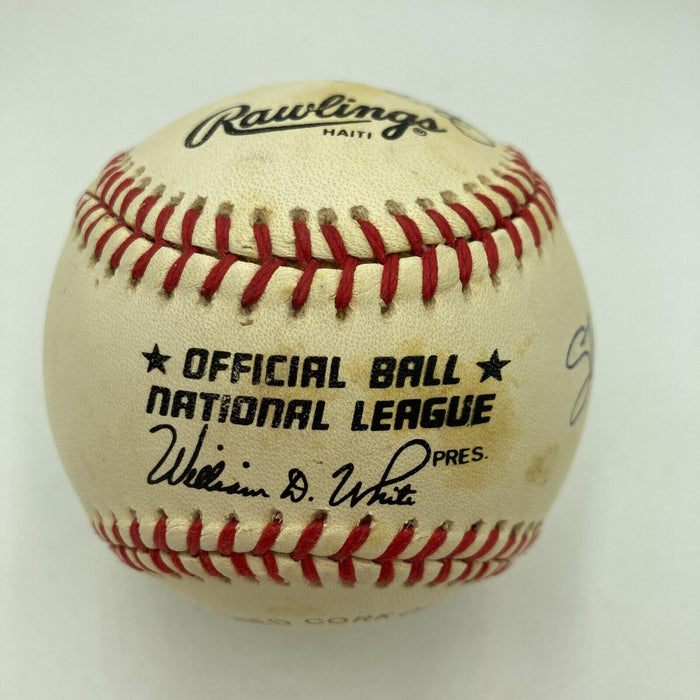 Rawlings®
HAITI
★ OFFICIAL BALL ★
NATIONAL LEAGUE
William D. White PRES.